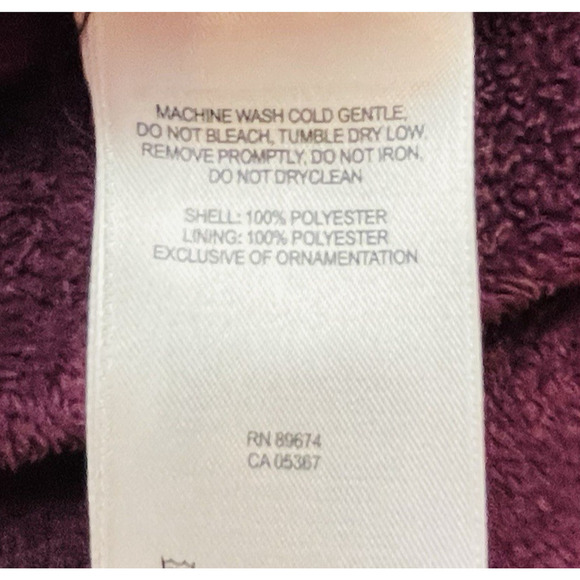 MACHINE WASH COLD GENTLE,
DO NOT BLEACH, TUMBLE DRY LOW,
REMOVE PROMPTLY, DO NOT IRON,
DO NOT DRYCLEAN
SHELL: 100% POLYESTER
LINING: 100% POLYESTER
EXCLUSIVE OF ORNAMENTATION
RN 89674
CA 05367